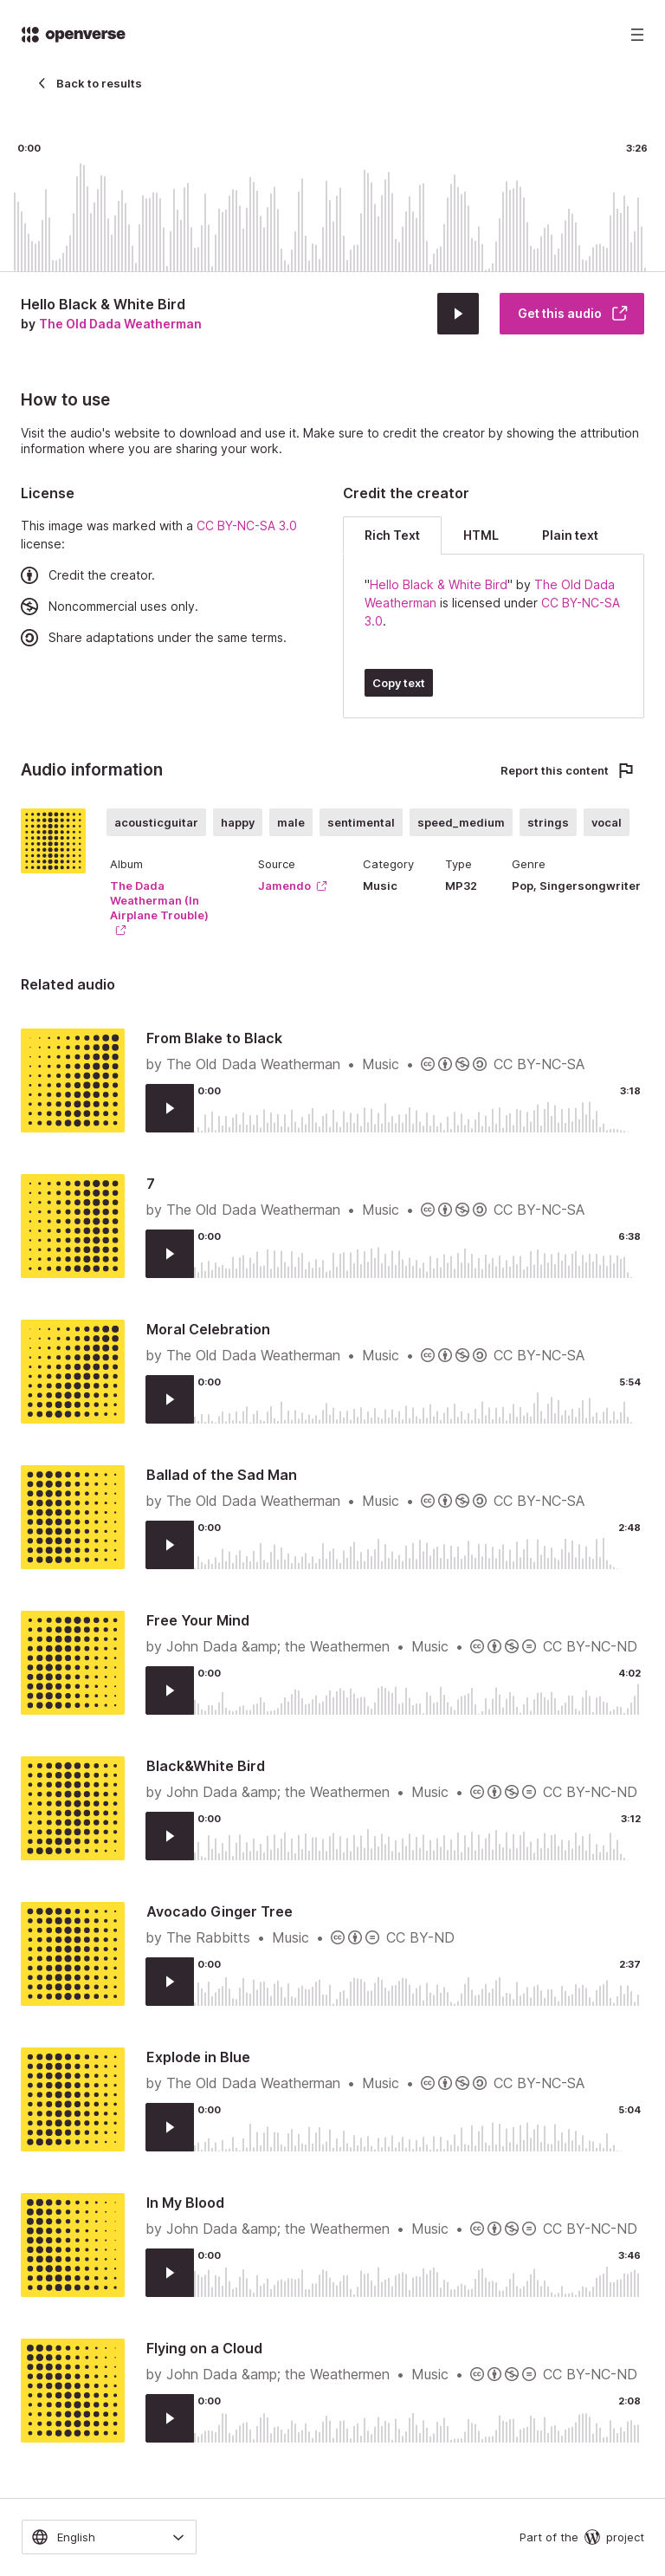 openverse
Back to results
0:00 3:26
Hello Black & White Bird
by The Old Dada Weatherman
Get this audio
How to use
Visit the audio's website to download and use it. Make sure to credit the creator by showing the attribution
information where you are sharing your work.
License
This image was marked with a CC BY-NC-SA 3.0
license:
Credit the creator.
Noncommercial uses only.
Share adaptations under the same terms.
Credit the creator
Rich Text HTML Plain text
"Hello Black & White Bird" by The Old Dada
Weatherman is licensed under CC BY-NC-SA
3.0.
Copy text
Audio information
Report this content
acousticguitar happy male sentimental speed_medium strings vocal
Album Source Category Type Genre
The Dada Jamendo Music MP32 Pop, Singersongwriter
Weatherman (In
Airplane Trouble)
Related audio
From Blake to Black
by The Old Dada Weatherman • Music • CC BY-NC-SA
0:00 3:18
7
by The Old Dada Weatherman • Music • CC BY-NC-SA
0:00 6:38
Moral Celebration
by The Old Dada Weatherman • Music • CC BY-NC-SA
0:00 5:54
Ballad of the Sad Man
by The Old Dada Weatherman • Music • CC BY-NC-SA
0:00 2:48
Free Your Mind
by John Dada &amp; the Weathermen • Music • CC BY-NC-ND
0:00 4:02
Black&White Bird
by John Dada &amp; the Weathermen • Music • CC BY-NC-ND
0:00 3:12
Avocado Ginger Tree
by The Rabbitts • Music • CC BY-ND
0:00 2:37
Explode in Blue
by The Old Dada Weatherman • Music • CC BY-NC-SA
0:00 5:04
In My Blood
by John Dada &amp; the Weathermen • Music • CC BY-NC-ND
0:00 3:46
Flying on a Cloud
by John Dada &amp; the Weathermen • Music • CC BY-NC-ND
0:00 2:08
English
Part of the project